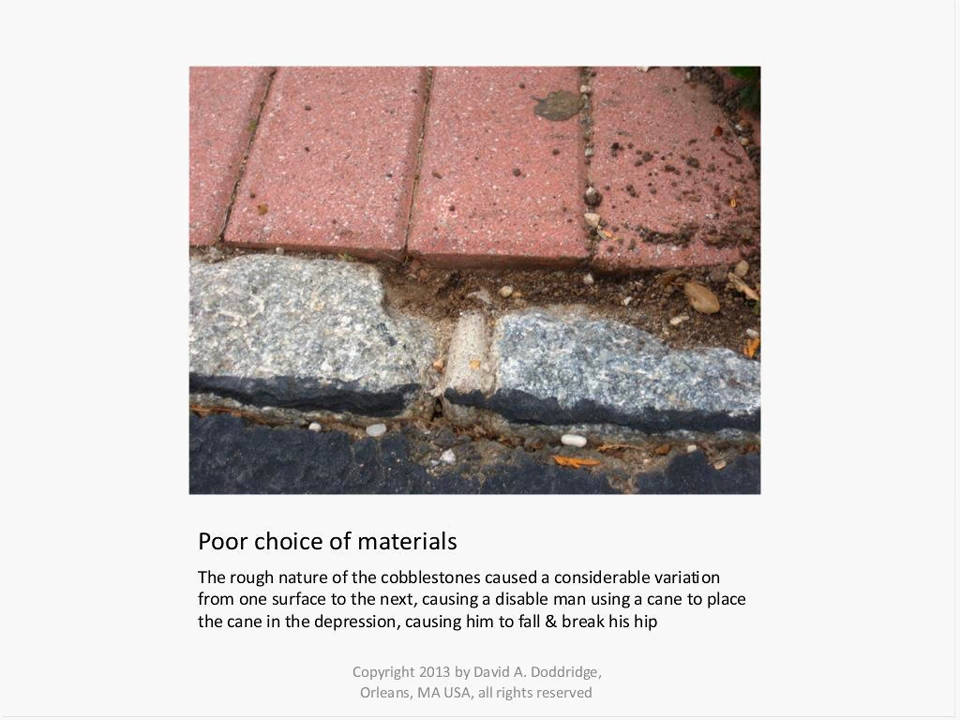 Poor choice of materials
The rough nature of the cobblestones caused a considerable variation
from one surface to the next, causing a disable man using a cane to place
the cane in the depression, causing him to fall & break his hip
Copyright 2013 by David A. Doddridge,
Orleans, MA USA, all rights reserved